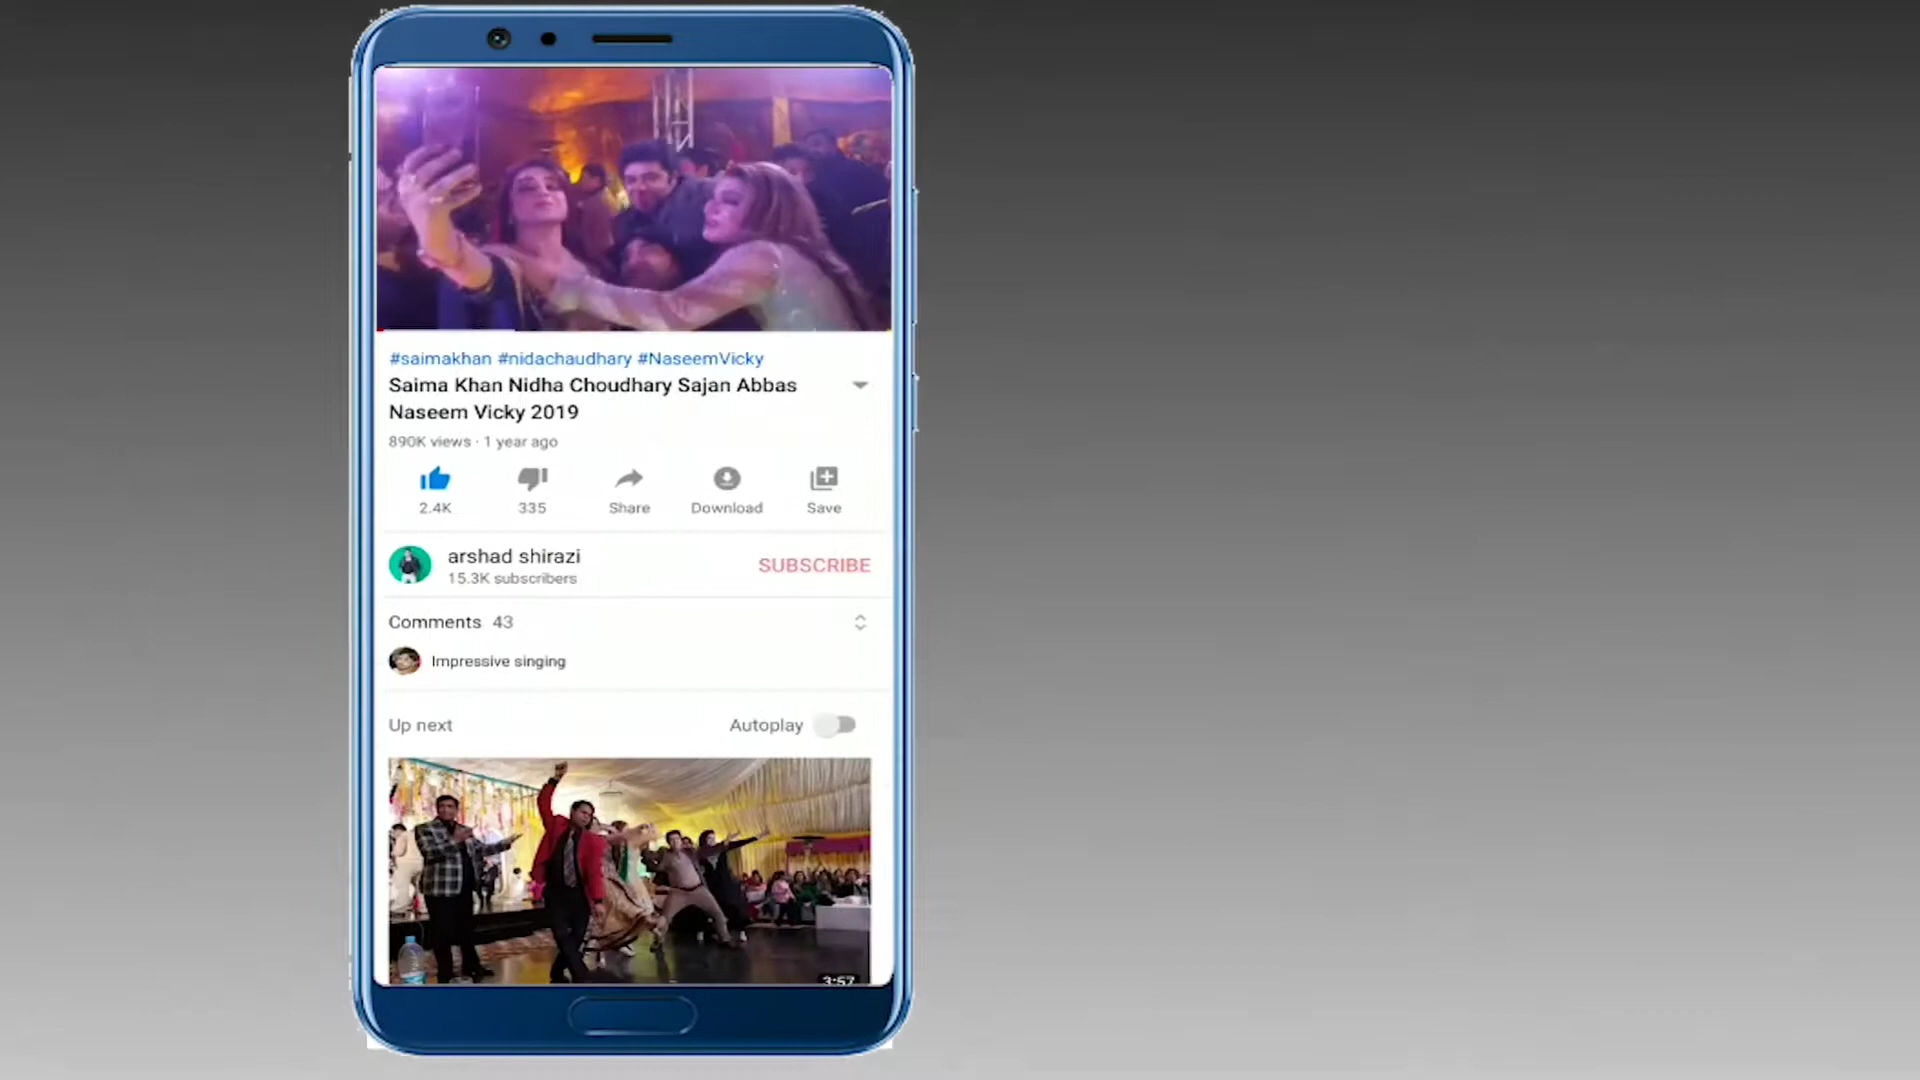 #saimakhan #nidachaudhary #NaseemVicky
Saima Khan Nidha Choudhary Sajan Abbas
Naseem Vicky 2019
890K views · 1 year ago
2.4K 335 Share Download Save
arshad shirazi
SUBSCRIBE
15.3K subscribers
Comments 43
Impressive singing
Up next Autoplay
3:57